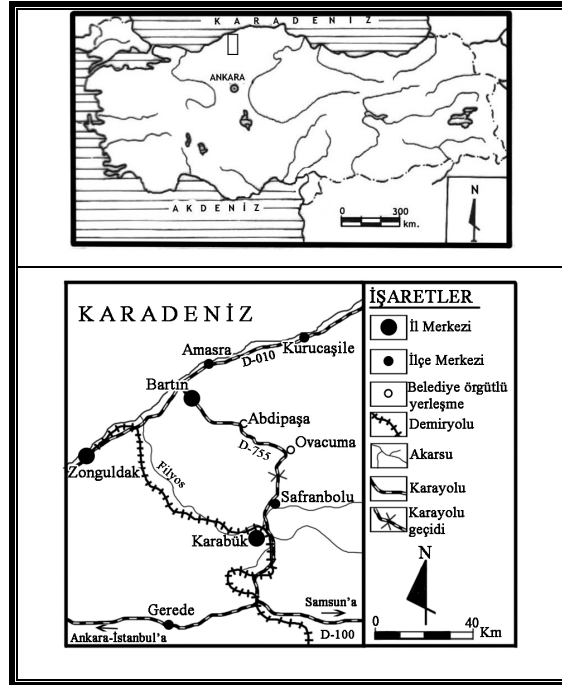 KARADENİZ
ANKARA
AKDENİZ
0 300
km.
N
KARADENİZ
Kurucaşile
Amasra
D-010
Bartın
Abdipaşa
D-755
Ovacuma
Zonguldak
Filyos
Safranbolu
Karabük
Gerede
Samsun'a
Ankara-İstanbul'a
D-100
İŞARETLER
İl Merkezi
İlçe Merkezi
Belediye örgütlü
yerleşme
Demiryolu
Akarsu
Karayolu
Karayolu
geçidi
N
0 40
Km